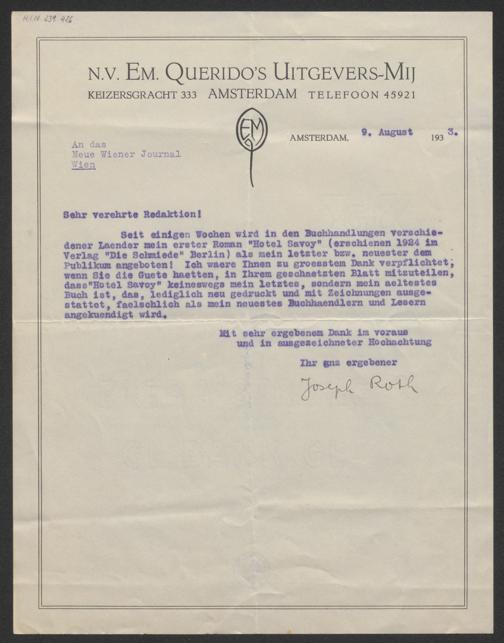 H.I.N. 239.426
N.V. EM. QUERIDO'S UITGEVERS-MIJ
KEIZERSGRACHT 333 AMSTERDAM TELEFOON 45921
EM
AMSTERDAM, 9. August 1933.
An das
Neue Wiener Journal
Wien
Sehr verehrte Redaktion!
Seit einigen Wochen wird in den Buchhandlungen verschie-
dener Laender mein erster Roman "Hotel Savoy" (erschienen 1924 im
Verlag "Die Schmiede" Berlin) als mein letzter bzw. neuester dem
Publikum angeboten! Ich waere Ihnen zu groesstem Dank verpflichtet,
wenn Sie die Guete haetten, in Ihrem geschaetzten Blatt mitzuteilen,
dass"Hotel Savoy" keineswegs mein letztes, sondern mein aeltestes
Buch ist, das, lediglich neu gedruckt und mit Zeichnungen ausge-
stattet, faelschlich als mein neuestes Buchhaendlern und Lesern
angekuendigt wird.
Mit sehr ergebenem Dank im voraus
und in ausgezeichneter Hochachtung
Ihr gnz ergebener
Joseph Roth